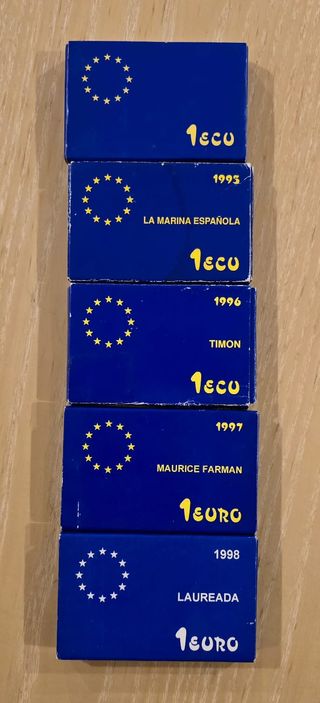 1ECU
1995
LA MARINA ESPAÑOLA
1ECU
1996
TIMON
1ECU
1997
MAURICE FARMAN
1EURO
1998
LAUREADA
1EURO